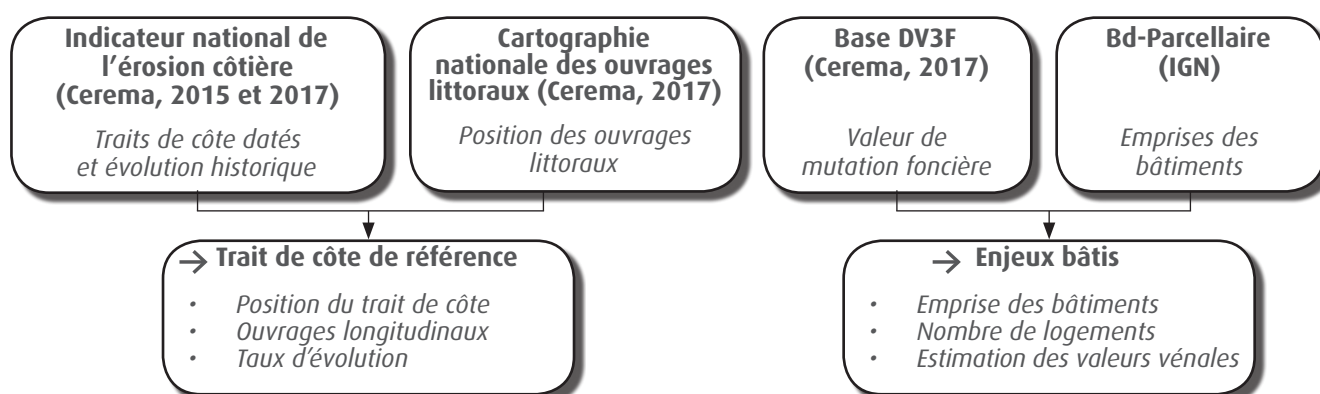 Indicateur national de
l'érosion côtière
(Cerema, 2015 et 2017)
Traits de côte datés
et évolution historique
Cartographie
nationale des ouvrages
littoraux (Cerema, 2017)
Position des ouvrages
littoraux
Base DV3F
(Cerema, 2017)
Valeur de
mutation foncière
Bd-Parcellaire
(IGN)
Emprises des
bâtiments
→ Trait de côte de référence
• Position du trait de côte
• Ouvrages longitudinaux
• Taux d'évolution
→ Enjeux bâtis
• Emprise des bâtiments
• Nombre de logements
• Estimation des valeurs vénales